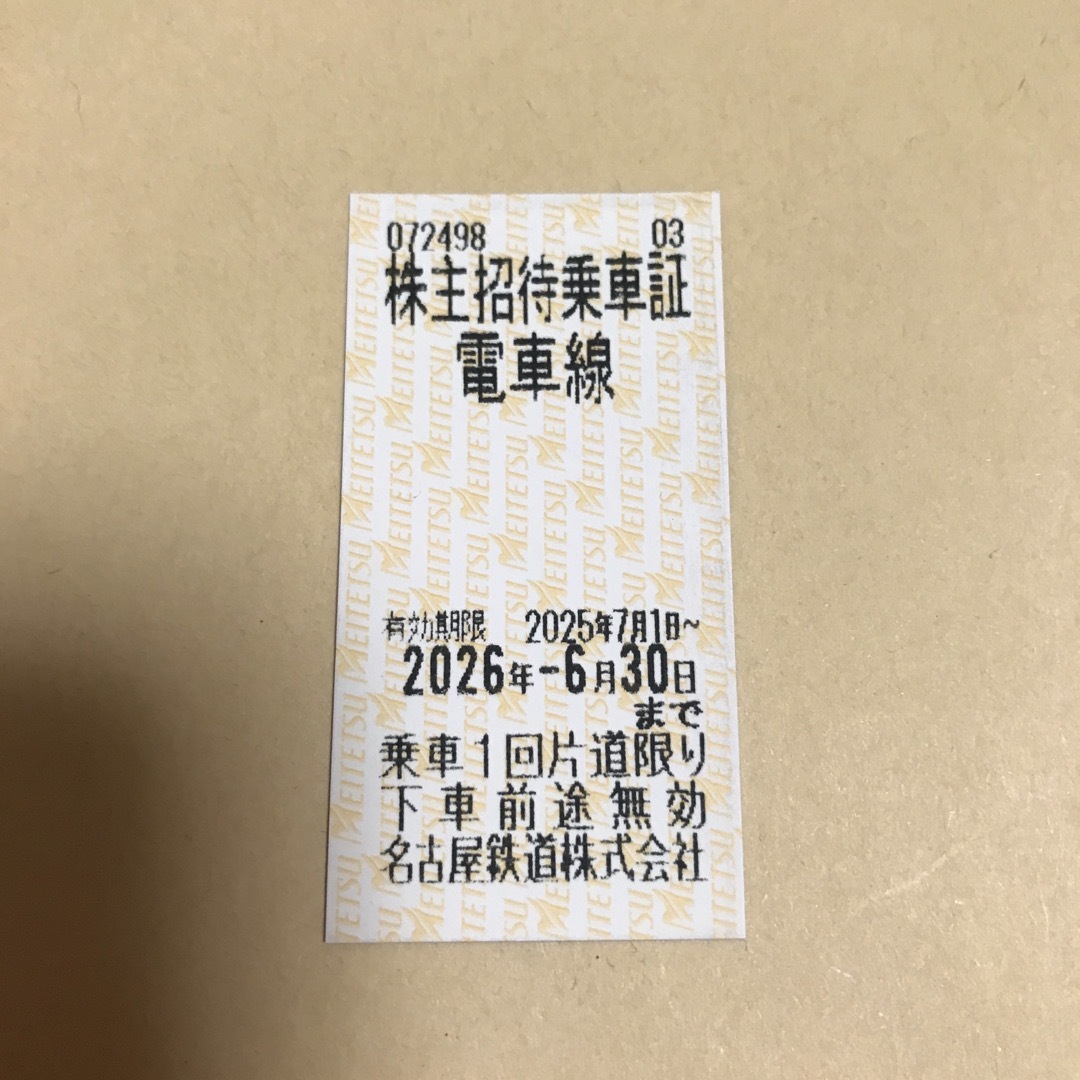 072498 03
株主招待乗車証
電車線
有効期限 2025年7月1日~
2026年-6月30日
まで
乗車1回片道限り
下車前途無効
名古屋鉄道株式会社
MEITETSU